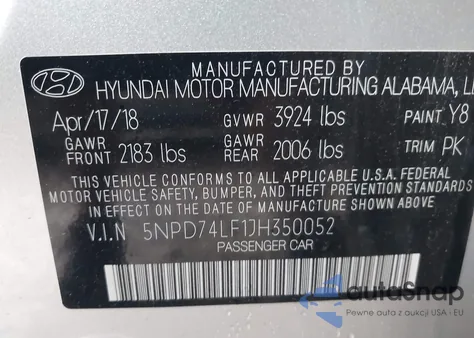 MANUFACTURED BY
HYUNDAI MOTOR MANUFACTURING ALABAMA,
Apr/17/18 GVWR 3924 lbs PAINT Y8
GAWR FRONT 2183 lbs GAWR REAR 2006 lbs TRIM PK
THIS VEHICLE CONFORMS TO ALL APPLICABLE U.S.A. FEDERAL
MOTOR VEHICLE SAFETY, BUMPER, AND THEFT PREVENTION
STANDARDS IN EFFECT ON THE DATE OF MANUFACTURE SHOWN ABOVE
V.I.N 5NPD74LF1JH350052
PASSENGER CAR
autoSnap
Pewne auta z aukcji USA i EU